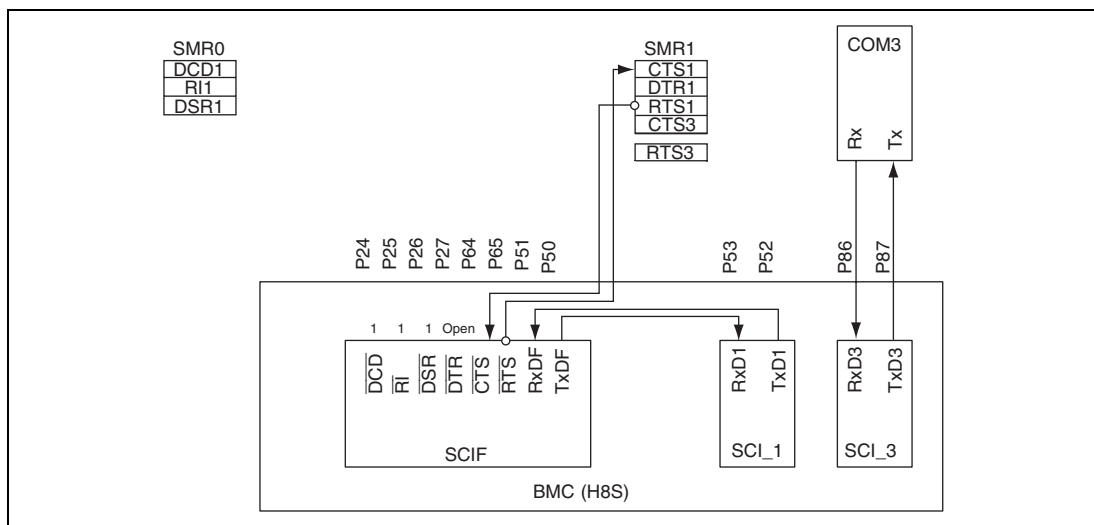 SMR0
DCD1
RI1
DSR1
SMR1
CTS1
DTR1
RTS1
CTS3
RTS3
COM3
Rx
Tx
P24
P25
P26
P27
P64
P65
P51
P50
P53
P52
P86
P87
1 1 1 Open
DCD
RI
DSR
DTR
CTS
RTS
RxDF
TxDF
SCIF
RxD1
TxD1
SCI_1
RxD3
TxD3
SCI_3
BMC (H8S)